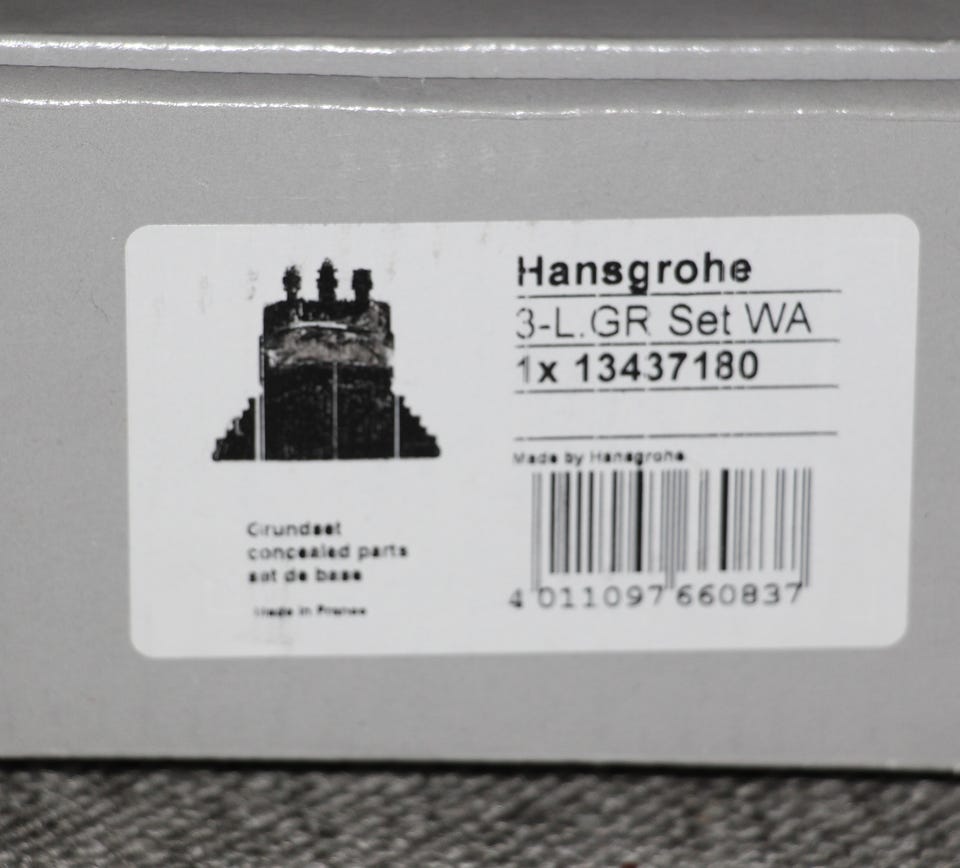 Hansgrohe
3-L.GR Set WA
1x 13437180
Made by Hansgrohe
4 011097 660837
Grundset
concealed parts
set de base
Made in France